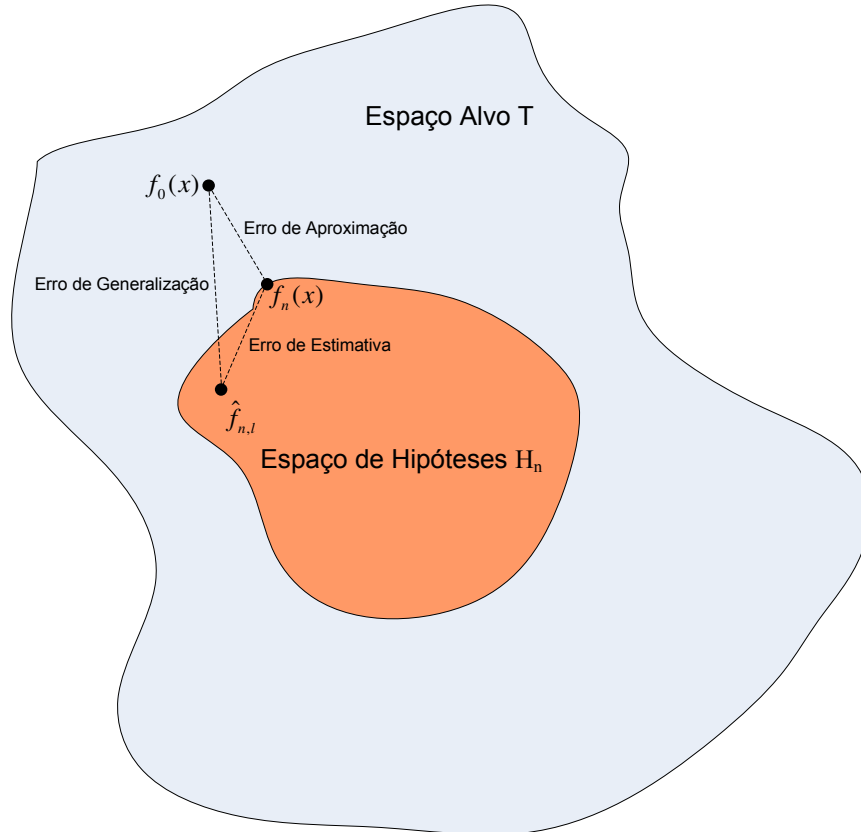 Espaço Alvo T
f₀(x)
Erro de Aproximação
Erro de Generalização
fₙ(x)
Erro de Estimativa
f̂ₙ,ₗ
Espaço de Hipóteses Hₙ